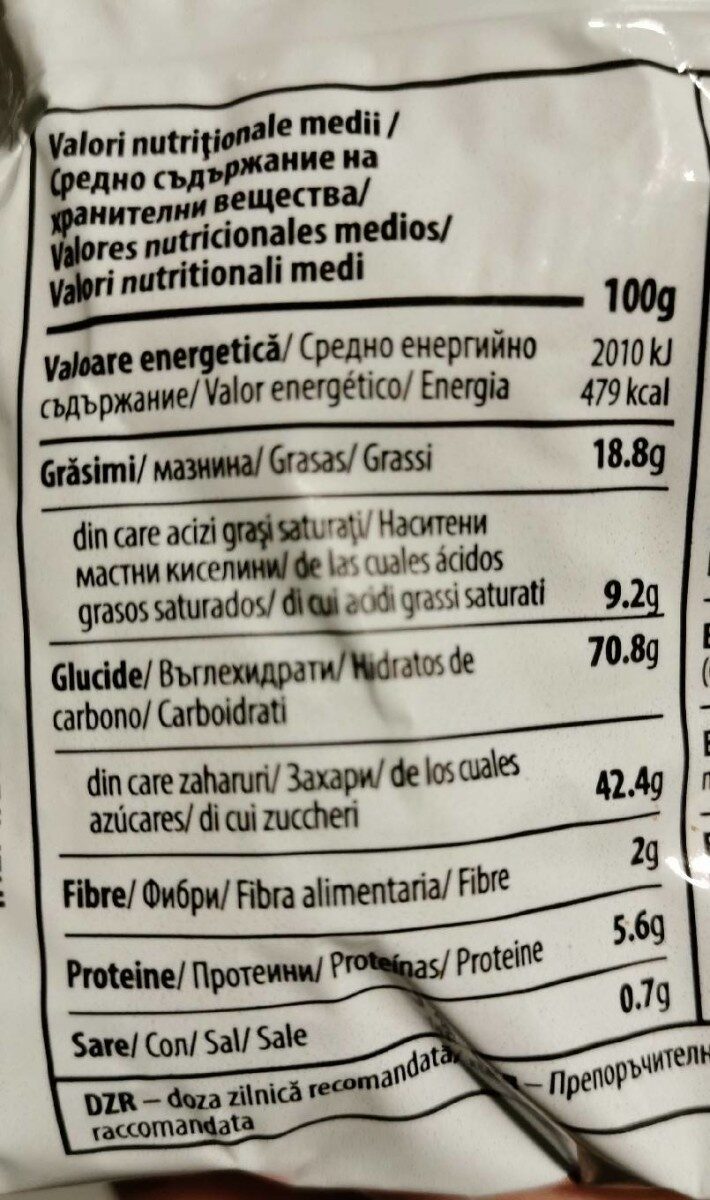 Valori nutriționale medii /
Средно съдържание на
хранителни вещества/
Valores nutricionales medios/
Valori nutritionali medi
100g
Valoare energetică/ Средно енергийно 2010 kJ
съдържание/ Valor energético/ Energia 479 kcal
Grăsimi/ мазнина/ Grasas/ Grassi 18.8g
din care acizi grași saturați/ Наситени
мастни киселини/ de las cuales ácidos
grasos saturados/ di cui acidi grassi saturati 9.2g
Glucide/ Въглехидрати/ Hidratos de 70.8g
carbono/ Carboidrati
din care zaharuri/ Захари/ de los cuales 42.4g
azúcares/ di cui zuccheri
Fibre/ Фибри/ Fibra alimentaria/ Fibre 2g
Proteine/ Протеини/ Proteínas/ Proteine 5.6g
Sare/ Сол/ Sal/ Sale 0.7g
DZR – doza zilnică recomandată – Препоръчителн
raccomandata